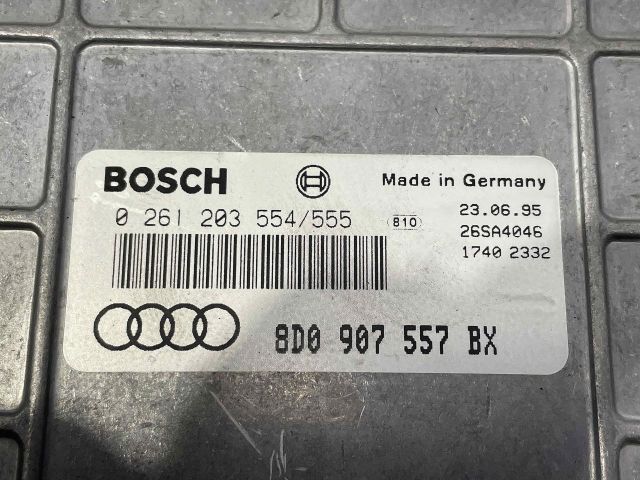 BOSCH
Made in Germany
0 261 203 554/555
810
23.06.95
26SA4046
1740 2332
8D0 907 557 BX